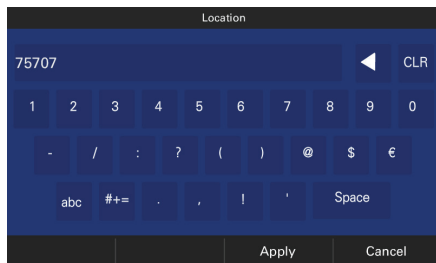 Location
75707 CLR
1 2 3 4 5 6 7 8 9 0
- / : ? ( ) @ $ €
abc #+= . , ! ' Space
Apply Cancel